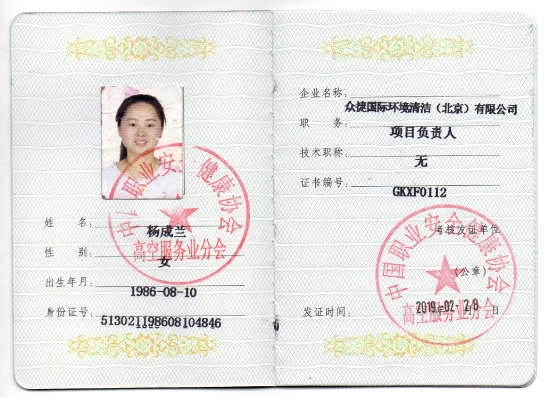 姓 名:
杨成兰
性 别:
女
出生年月:
1986-08-10
身份证号:
513021198608104846
中国职业安全健康协会
高空服务业分会
企业名称:
众捷国际环境清洁（北京）有限公司
职 务:
项目负责人
技术职称:
无
证书编号:
GKXF0112
考核发证单位
（公章）
发证时间:
2019年02月28日
中国职业安全健康协会
高空服务业分会